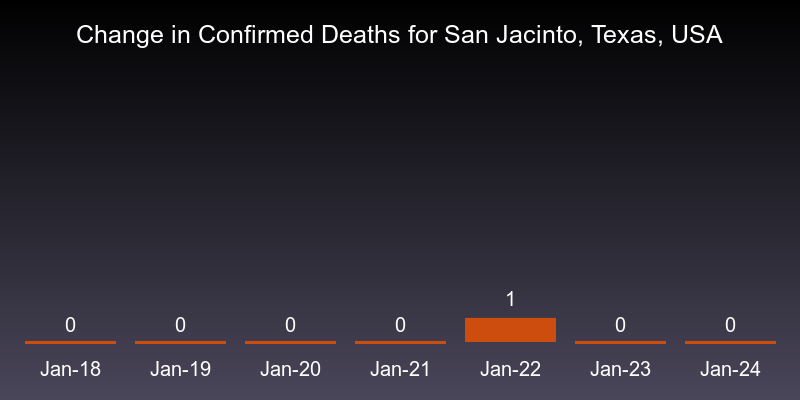 Change in Confirmed Deaths for San Jacinto, Texas, USA
0 0 0 0 1 0 0
Jan-18 Jan-19 Jan-20 Jan-21 Jan-22 Jan-23 Jan-24